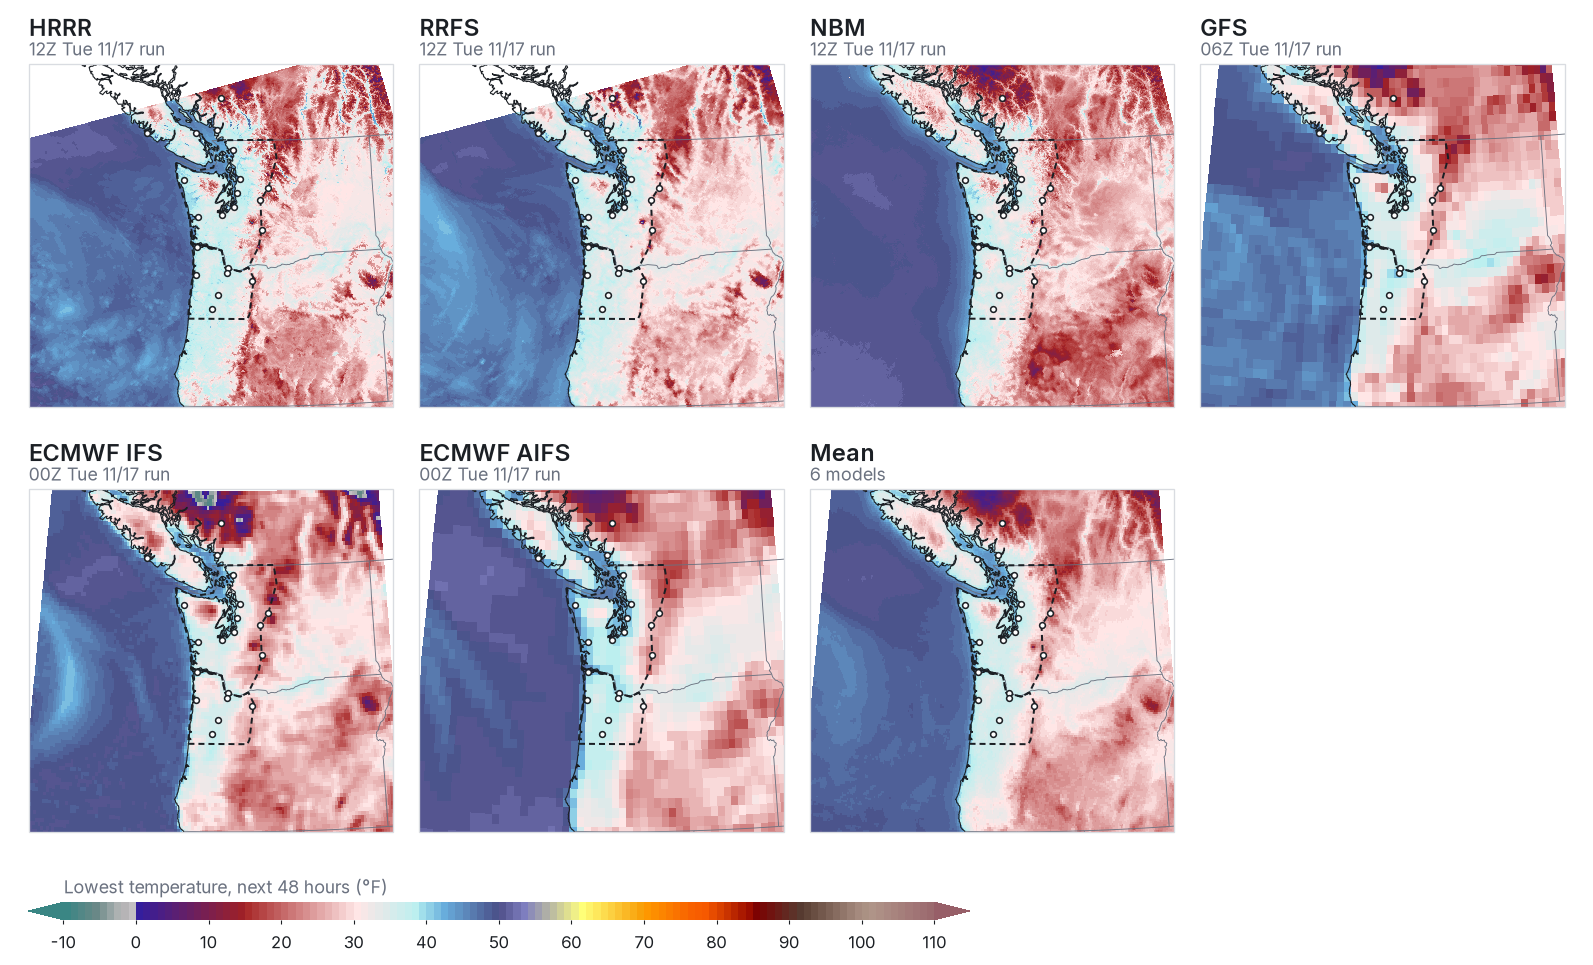 HRRR
12Z Tue 11/17 run
RRFS
12Z Tue 11/17 run
NBM
12Z Tue 11/17 run
GFS
06Z Tue 11/17 run
ECMWF IFS
00Z Tue 11/17 run
ECMWF AIFS
00Z Tue 11/17 run
Mean
6 models
Lowest temperature, next 48 hours (°F)
-10 0 10 20 30 40 50 60 70 80 90 100 110